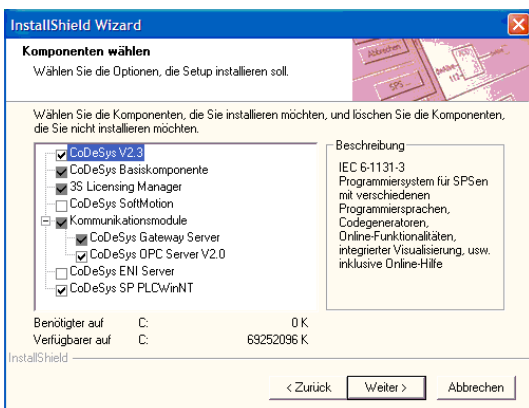 InstallShield Wizard
Komponenten wählen
Wählen Sie die Optionen, die Setup installieren soll.
Abbrechen
SPS ...
Wählen Sie die Komponenten, die Sie installieren möchten, und löschen Sie die Komponenten,
die Sie nicht installieren möchten.
CoDeSys V2.3
CoDeSys Basiskomponente
3S Licensing Manager
CoDeSys SoftMotion
Kommunikationsmodule
CoDeSys Gateway Server
CoDeSys OPC Server V2.0
CoDeSys ENI Server
CoDeSys SP PLCWinNT
Beschreibung
IEC 6-1131-3
Programmiersystem für SPSen
mit verschiedenen
Programmiersprachen,
Codegeneratoren,
Online-Funktionalitäten,
integrierter Visualisierung, usw.
inklusive Online-Hilfe
Benötigter auf C: 0 K
Verfügbarer auf C: 69252096 K
InstallShield
< Zurück
Weiter >
Abbrechen